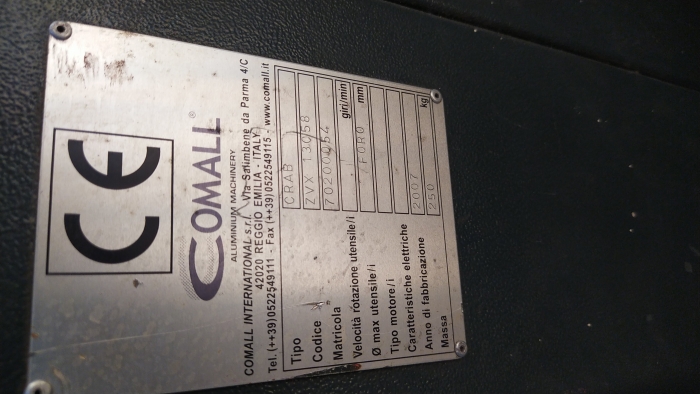 CE
COMALL®
ALUMINIUM MACHINERY
COMALL INTERNATIONAL s.r.l. Via Salimbene da Parma 4/C
42020 REGGIO EMILIA - ITALY
Tel.(++39)0522549111 - Fax (++39)0522549115 - www.comall.it
Tipo CRAB
Codice ZVX 13058
Matricola 70200054
Velocità rotazione utensile/i giri/min
Ø max utensile/i FORO mm
Tipo motore/i
Caratteristiche elettriche
Anno di fabbricazione 2007
Massa 250 kg